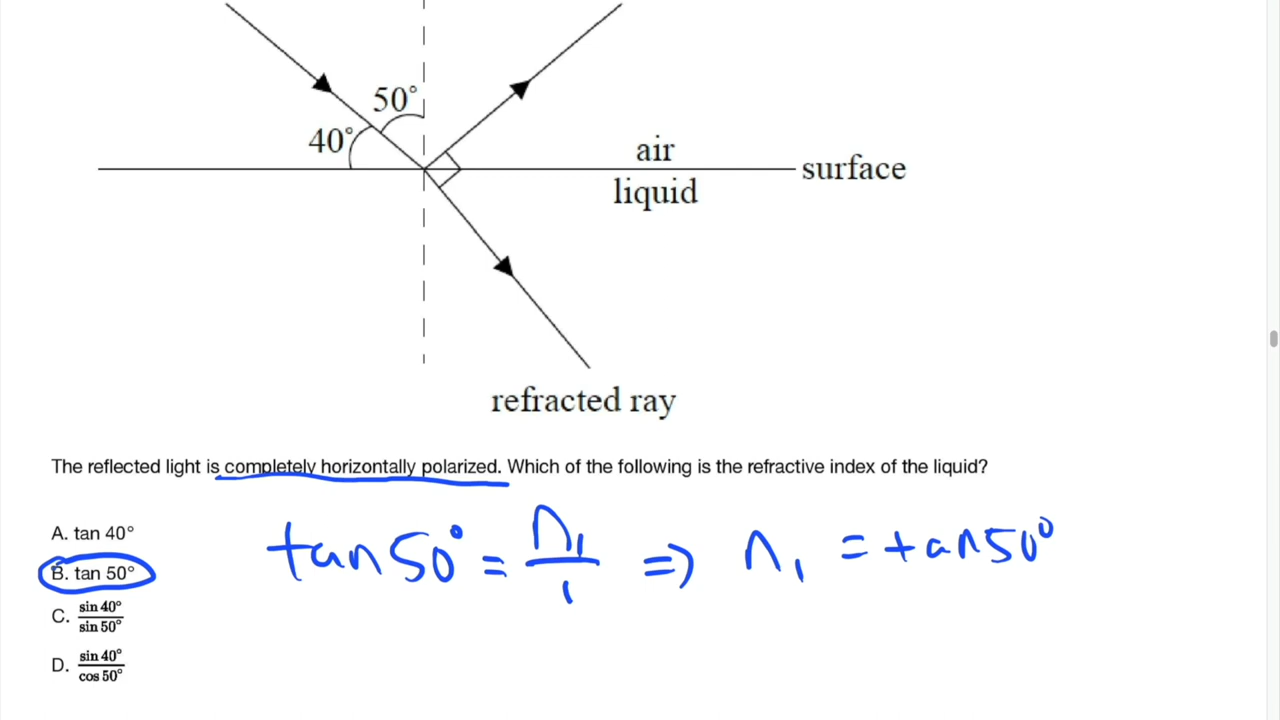 50°
40°
air
surface
liquid
refracted ray
The reflected light is completely horizontally polarized. Which of the following is the refractive index of the liquid?
A. tan 40°
B. tan 50°
tan 50° = n₁/1 ⇒ n₁ = tan 50°
C. sin 40°/sin 50°
D. sin 40°/cos 50°